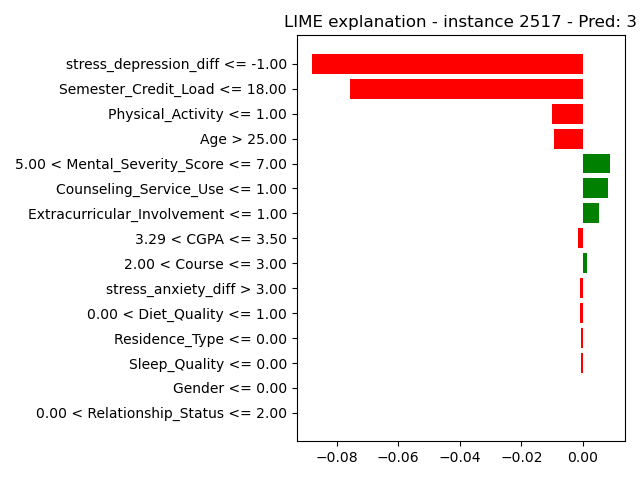 LIME explanation - instance 2517 - Pred: 3
stress_depression_diff <= -1.00
Semester_Credit_Load <= 18.00
Physical_Activity <= 1.00
Age > 25.00
5.00 < Mental_Severity_Score <= 7.00
Counseling_Service_Use <= 1.00
Extracurricular_Involvement <= 1.00
3.29 < CGPA <= 3.50
2.00 < Course <= 3.00
stress_anxiety_diff > 3.00
0.00 < Diet_Quality <= 1.00
Residence_Type <= 0.00
Sleep_Quality <= 0.00
Gender <= 0.00
0.00 < Relationship_Status <= 2.00
−0.08 −0.06 −0.04 −0.02 0.00